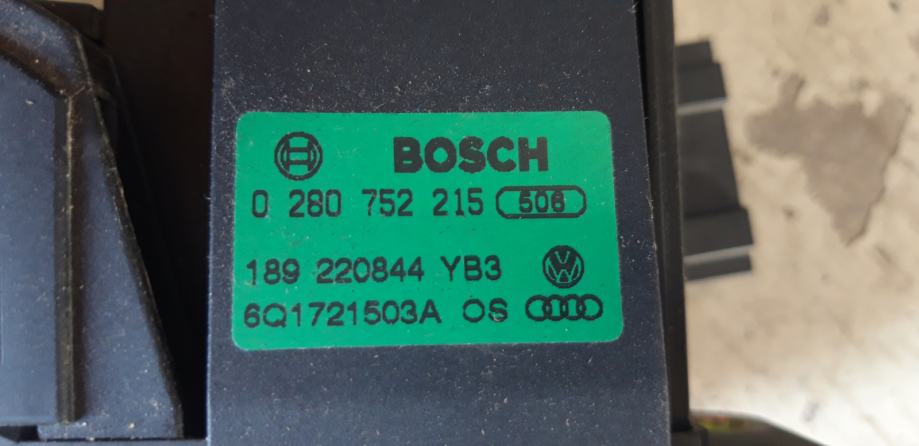 BOSCH
0 280 752 215 506
189 220844 YB3
6Q1721503A OS